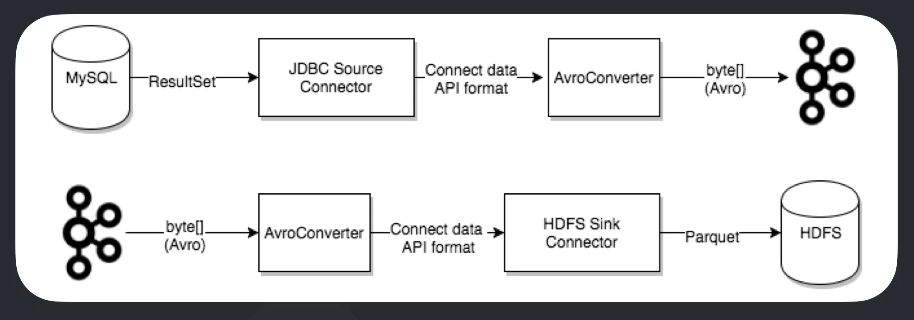 MySQL
ResultSet
JDBC Source
Connector
Connect data
API format
AvroConverter
byte[]
(Avro)
byte[]
(Avro)
AvroConverter
Connect data
API format
HDFS Sink
Connector
Parquet
HDFS